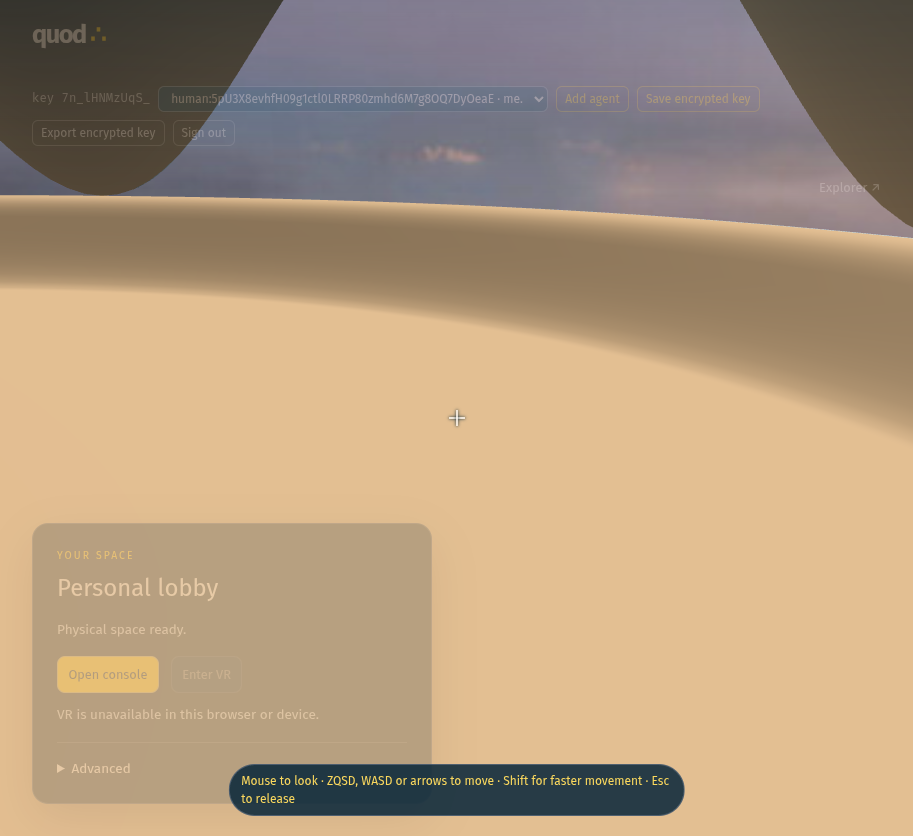 quod
key 7n_lHNMzUqS_ human:5pU3X8evhfH09g1ctl0LRRP80zmhd6M7g8OQ7DyOeaE · me. Add agent Save encrypted key
Export encrypted key Sign out
Explorer ↗
YOUR SPACE
Personal lobby
Physical space ready.
Open console Enter VR
VR is unavailable in this browser or device.
▶ Advanced
Mouse to look · ZQSD, WASD or arrows to move · Shift for faster movement · Esc
to release